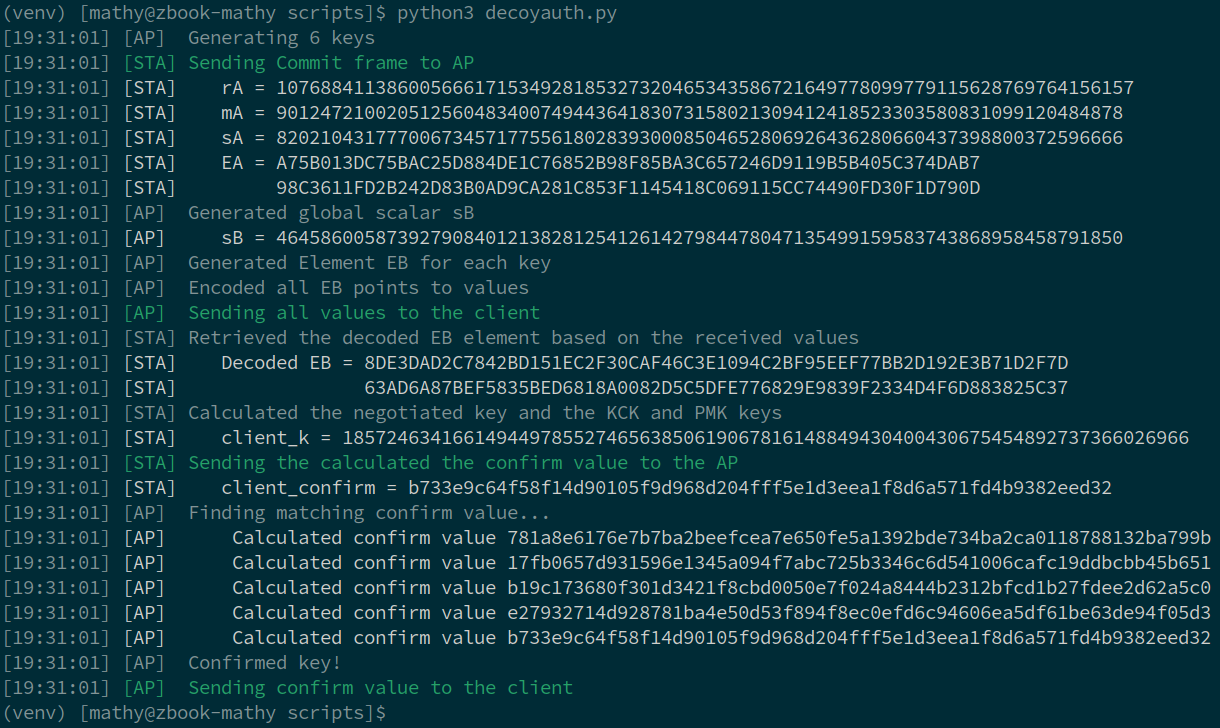 (venv) [mathy@zbook-mathy scripts]$ python3 decoyauth.py
[19:31:01] [AP]  Generating 6 keys
[19:31:01] [STA] Sending Commit frame to AP
[19:31:01] [STA]    rA = 107688411386005666171534928185327320465343586721649778099779115628769764156157
[19:31:01] [STA]    mA = 90124721002051256048340074944364183073158021309412418523303580831099120484878
[19:31:01] [STA]    sA = 82021043177700673457177556180283930008504652806926436280660437398800372596666
[19:31:01] [STA]    EA = A75B013DC75BAC25D884DE1C76852B98F85BA3C657246D9119B5B405C374DAB7
[19:31:01] [STA]         98C3611FD2B242D83B0AD9CA281C853F1145418C069115CC74490FD30F1D790D
[19:31:01] [AP]  Generated global scalar sB
[19:31:01] [AP]     sB = 46458600587392790840121382812541261427984478047135499159583743868958458791850
[19:31:01] [AP]  Generated Element EB for each key
[19:31:01] [AP]  Encoded all EB points to values
[19:31:01] [AP]  Sending all values to the client
[19:31:01] [STA] Retrieved the decoded EB element based on the received values
[19:31:01] [STA]    Decoded EB = 8DE3DAD2C7842BD151EC2F30CAF46C3E1094C2BF95EEF77BB2D192E3B71D2F7D
[19:31:01] [STA]                 63AD6A87BEF5835BED6818A0082D5C5DFE776829E9839F2334D4F6D883825C37
[19:31:01] [STA] Calculated the negotiated key and the KCK and PMK keys
[19:31:01] [STA]    client_k = 18572463416614944978552746563850619067816148849430400430675454892737366026966
[19:31:01] [STA] Sending the calculated the confirm value to the AP
[19:31:01] [STA]    client_confirm = b733e9c64f58f14d90105f9d968d204fff5e1d3eea1f8d6a571fd4b9382eed32
[19:31:01] [AP]  Finding matching confirm value...
[19:31:01] [AP]      Calculated confirm value 781a8e6176e7b7ba2beefcea7e650fe5a1392bde734ba2ca0118788132ba799b
[19:31:01] [AP]      Calculated confirm value 17fb0657d931596e1345a094f7abc725b3346c6d541006cafc19ddbcbb45b651
[19:31:01] [AP]      Calculated confirm value b19c173680f301d3421f8cbd0050e7f024a8444b2312bfcd1b27fdee2d62a5c0
[19:31:01] [AP]      Calculated confirm value e27932714d928781ba4e50d53f894f8ec0efd6c94606ea5df61be63de94f05d3
[19:31:01] [AP]      Calculated confirm value b733e9c64f58f14d90105f9d968d204fff5e1d3eea1f8d6a571fd4b9382eed32
[19:31:01] [AP]  Confirmed key!
[19:31:01] [AP]  Sending confirm value to the client
(venv) [mathy@zbook-mathy scripts]$